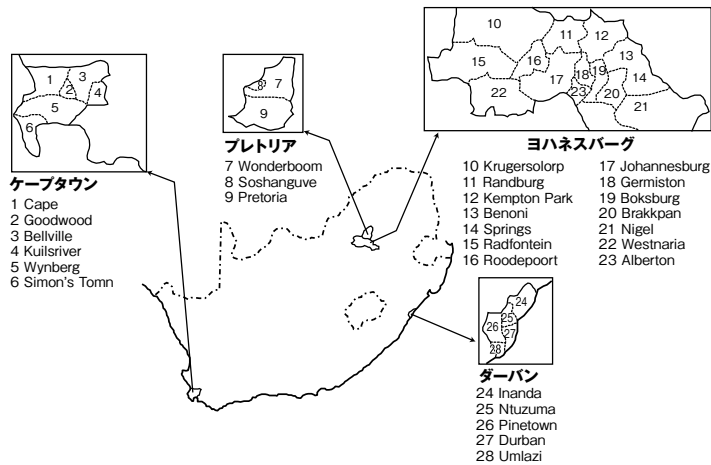 1
2
3
4
5
6
ケープタウン
1 Cape
2 Goodwood
3 Bellville
4 Kuilsriver
5 Wynberg
6 Simon's Tomn
7
8
9
プレトリア
7 Wonderboom
8 Soshanguve
9 Pretoria
10
11
12
13
14
15
16
17
18
19
20
21
22
23
ヨハネスバーグ
10 Krugersolorp
11 Randburg
12 Kempton Park
13 Benoni
14 Springs
15 Radfontein
16 Roodepoort
17 Johannesburg
18 Germiston
19 Boksburg
20 Brakkpan
21 Nigel
22 Westnaria
23 Alberton
24
25
26
27
28
ダーバン
24 Inanda
25 Ntuzuma
26 Pinetown
27 Durban
28 Umlazi